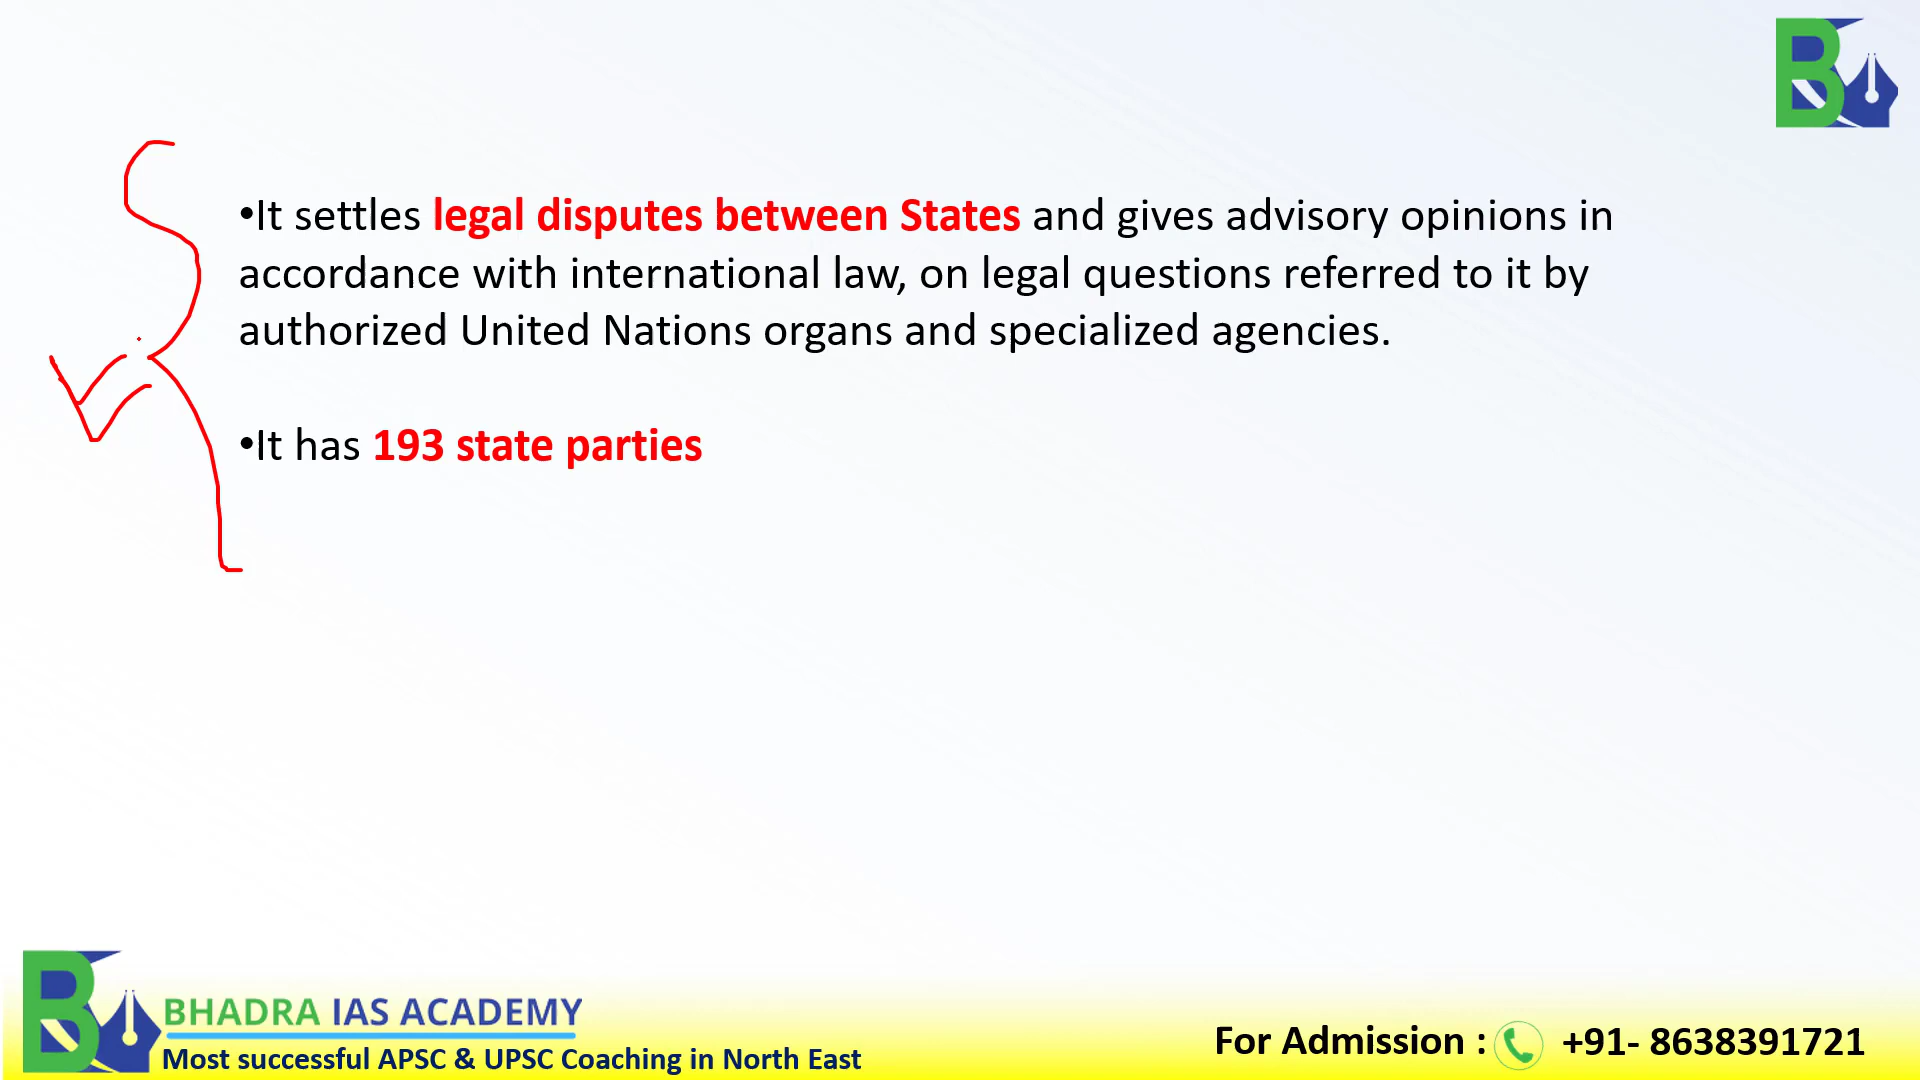 •It settles legal disputes between States and gives advisory opinions in
accordance with international law, on legal questions referred to it by
authorized United Nations organs and specialized agencies.
•It has 193 state parties
BHADRA IAS ACADEMY
Most successful APSC & UPSC Coaching in North East
For Admission : +91- 8638391721